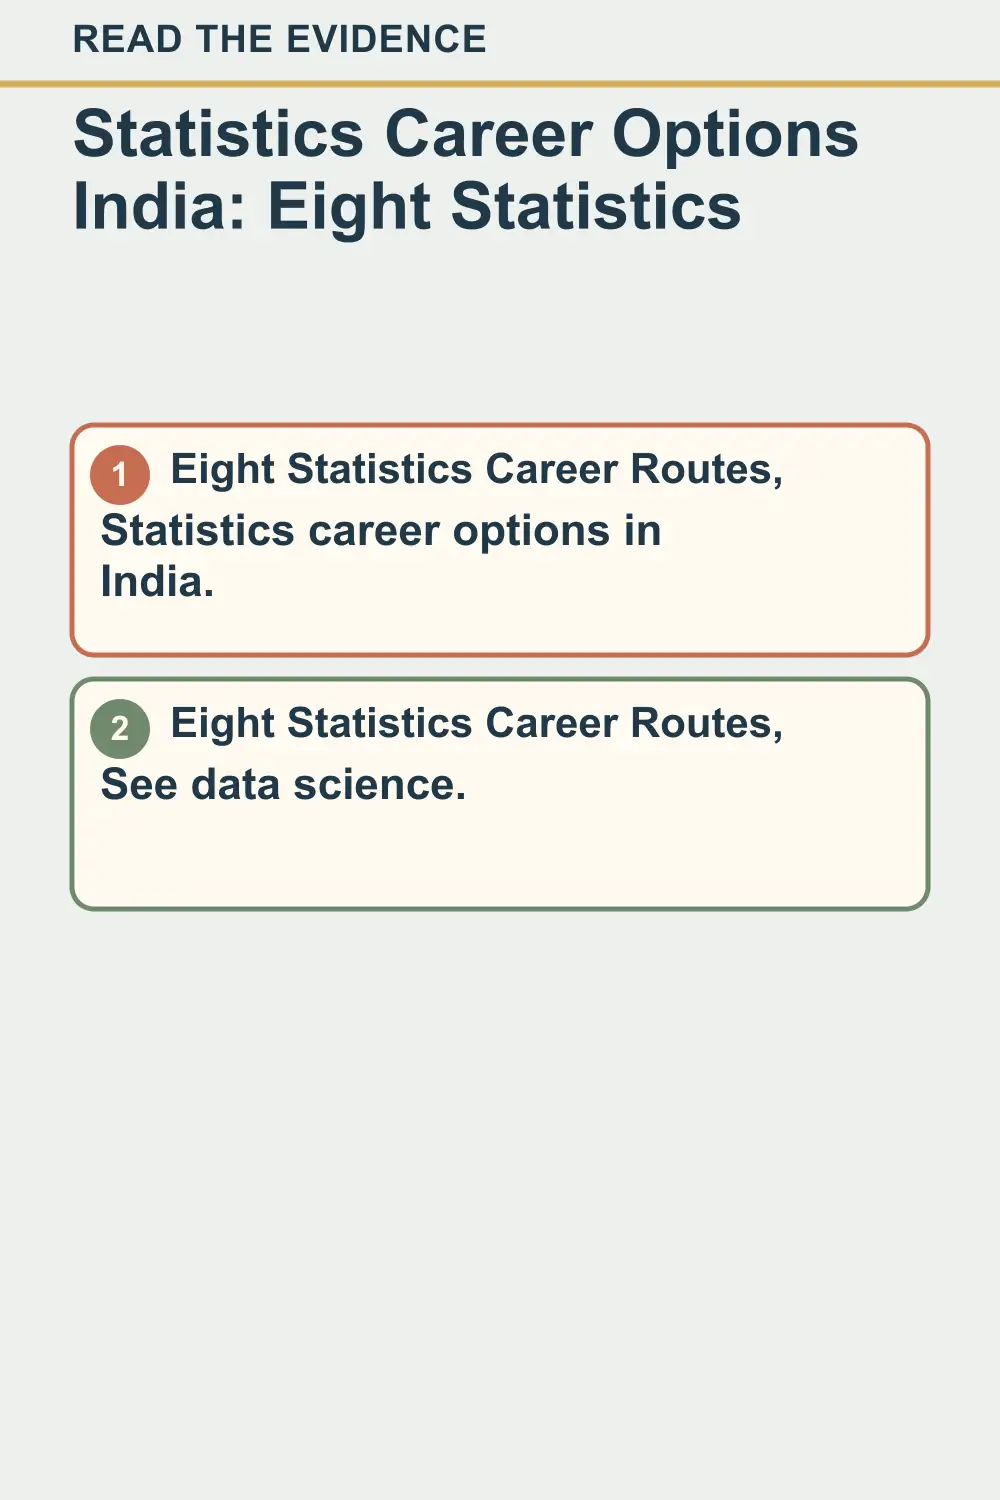 READ THE EVIDENCE
Statistics Career Options
India: Eight Statistics
1 Eight Statistics Career Routes,
Statistics career options in
India.
2 Eight Statistics Career Routes,
See data science.